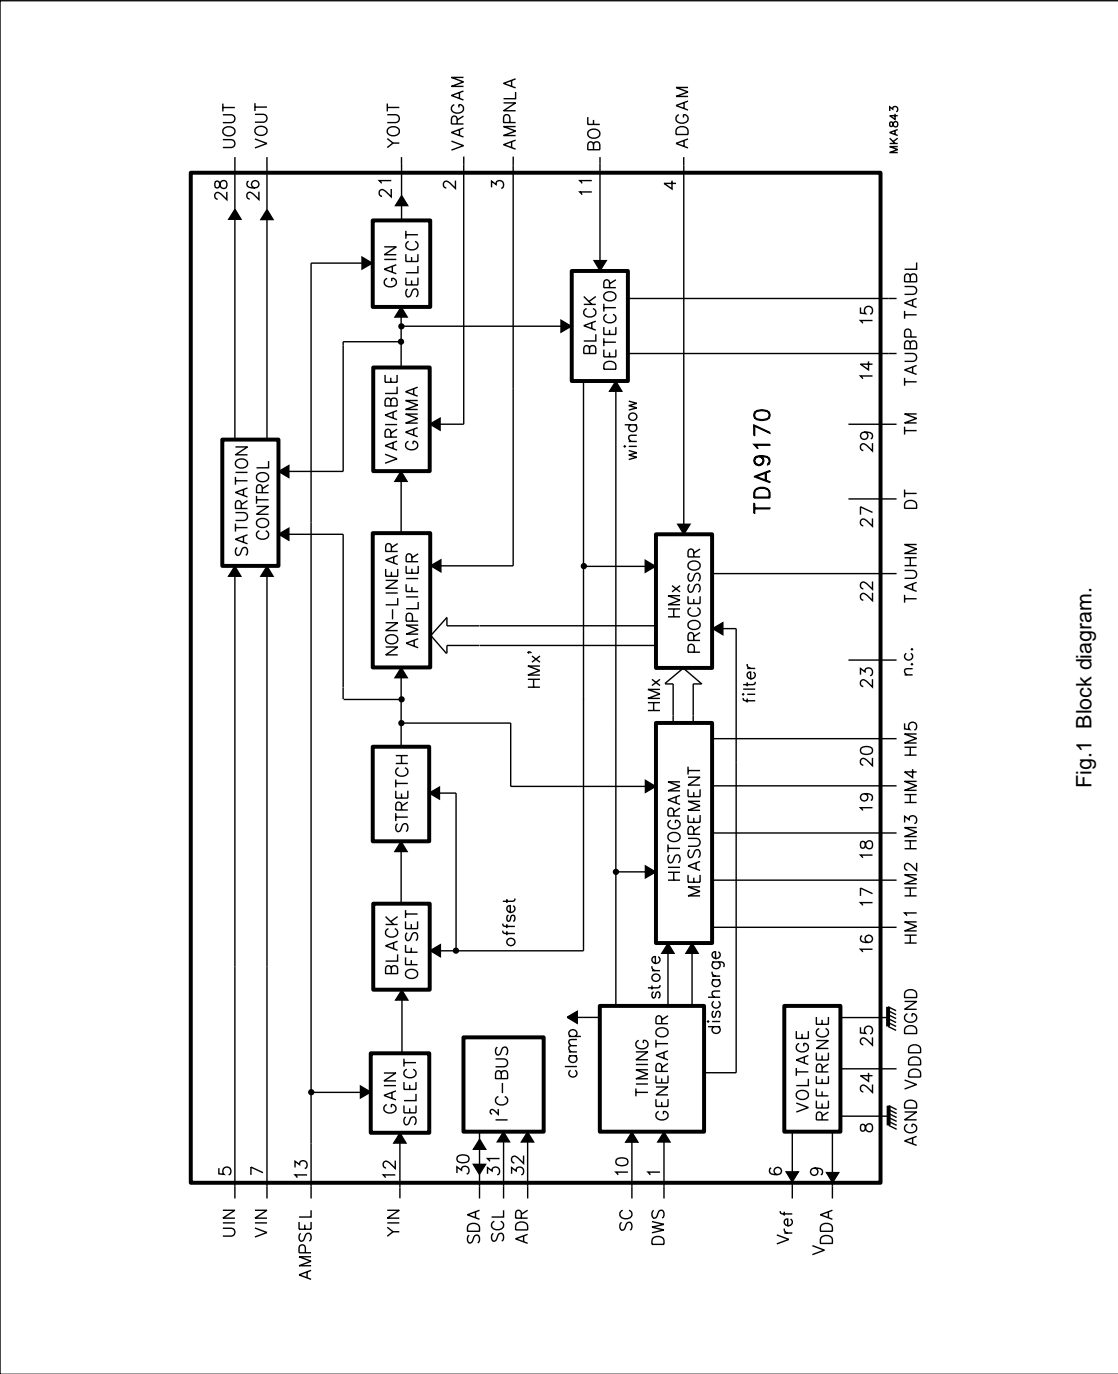 UOUT
VOUT
YOUT
VARGAM
AMPNLA
BOF
ADGAM
MKA843
28
26
21
2
3
11
4
GAIN
SELECT
BLACK
DETECTOR
15
TAUBL
14
TAUBP
SATURATION
CONTROL
VARIABLE
GAMMA
window
TDA9170
29
TM
27
DT
NON-LINEAR
AMPLIFIER
HMx
PROCESSOR
22
TAUHM
HMx'
HMx
filter
23
n.c.
STRETCH
HISTOGRAM
MEASUREMENT
20
HM5
19
HM4
18
HM3
17
HM2
16
HM1
BLACK
OFFSET
offset
store
discharge
clamp
GAIN
SELECT
I²C-BUS
TIMING
GENERATOR
VOLTAGE
REFERENCE
25
DGND
24
VDDD
8
AGND
5
7
13
12
30
31
32
10
1
6
9
UIN
VIN
AMPSEL
YIN
SDA
SCL
ADR
SC
DWS
Vref
VDDA
Fig.1 Block diagram.